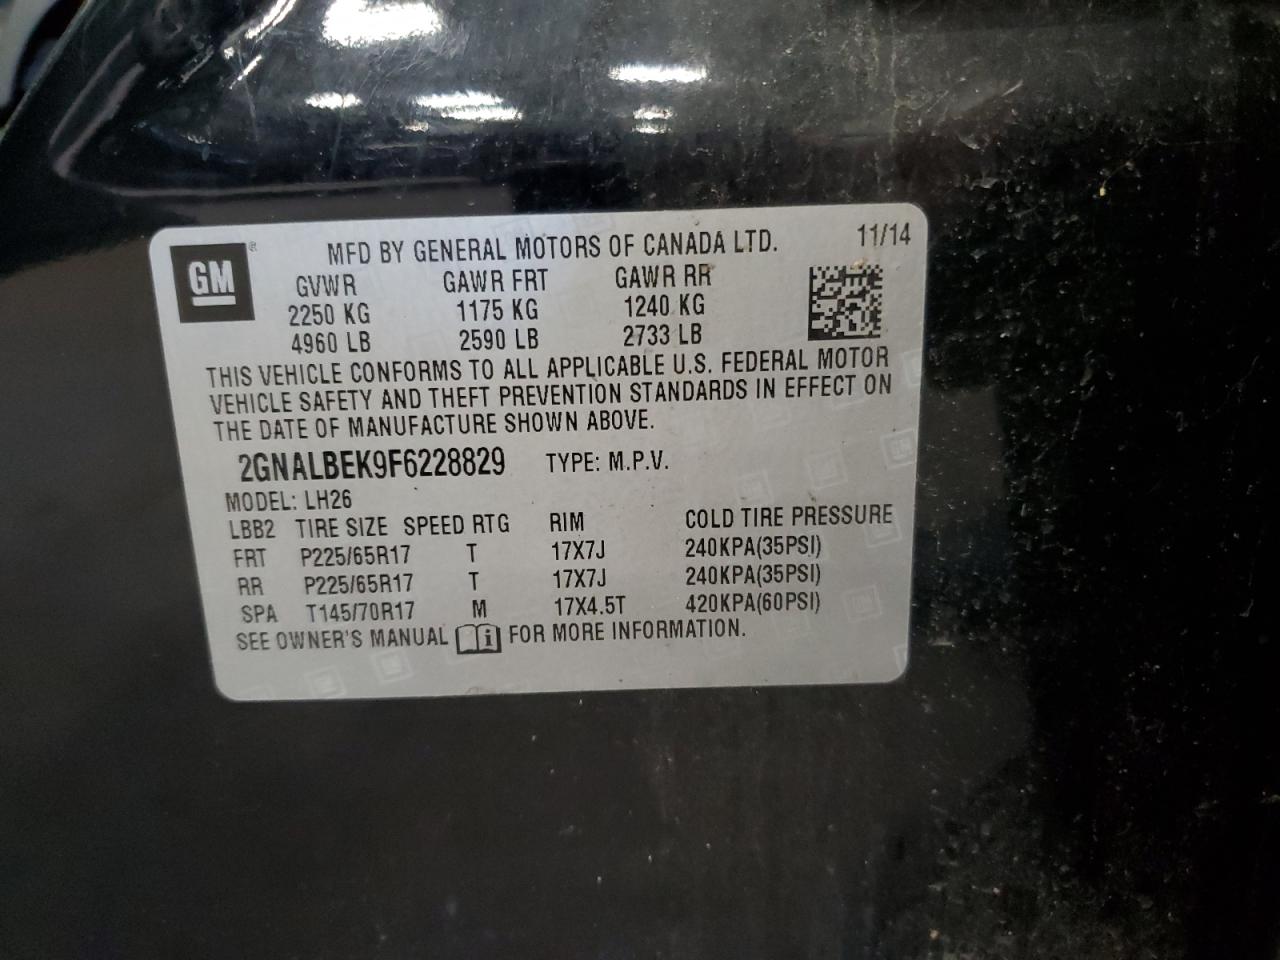 GM ® MFD BY GENERAL MOTORS OF CANADA LTD. 11/14
GVWR GAWR FRT GAWR RR
2250 KG 1175 KG 1240 KG
4960 LB 2590 LB 2733 LB
THIS VEHICLE CONFORMS TO ALL APPLICABLE U.S. FEDERAL MOTOR
VEHICLE SAFETY AND THEFT PREVENTION STANDARDS IN EFFECT ON
THE DATE OF MANUFACTURE SHOWN ABOVE.
2GNALBEK9F6228829 TYPE: M.P.V.
MODEL: LH26
LBB2 TIRE SIZE SPEED RTG RIM COLD TIRE PRESSURE
FRT P225/65R17 T 17X7J 240KPA(35PSI)
RR P225/65R17 T 17X7J 240KPA(35PSI)
SPA T145/70R17 M 17X4.5T 420KPA(60PSI)
SEE OWNER'S MANUAL i FOR MORE INFORMATION.